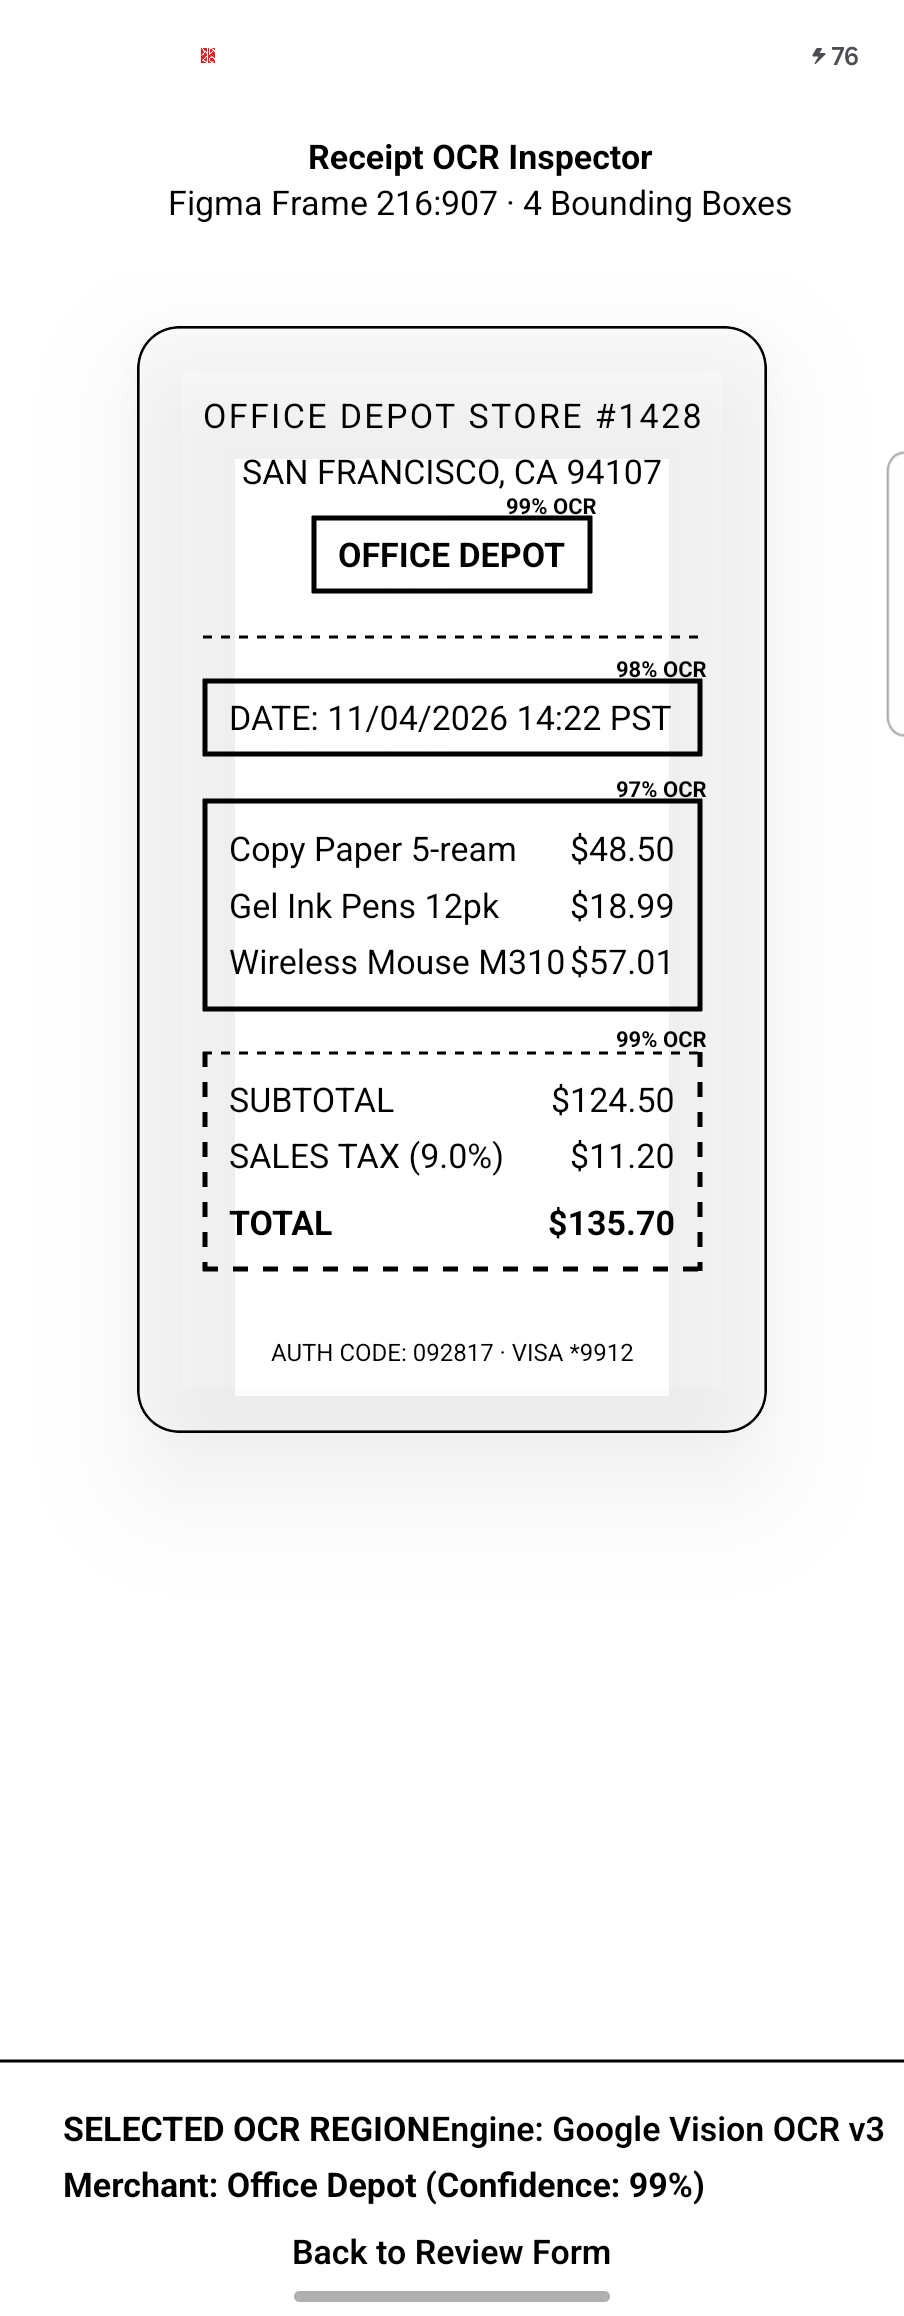 76
Receipt OCR Inspector
Figma Frame 216:907 · 4 Bounding Boxes
OFFICE DEPOT STORE #1428
SAN FRANCISCO, CA 94107
99% OCR
OFFICE DEPOT
98% OCR
DATE: 11/04/2026 14:22 PST
97% OCR
Copy Paper 5-ream $48.50
Gel Ink Pens 12pk $18.99
Wireless Mouse M310 $57.01
99% OCR
SUBTOTAL $124.50
SALES TAX (9.0%) $11.20
TOTAL $135.70
AUTH CODE: 092817 · VISA *9912
SELECTED OCR REGIONEngine: Google Vision OCR v3
Merchant: Office Depot (Confidence: 99%)
Back to Review Form